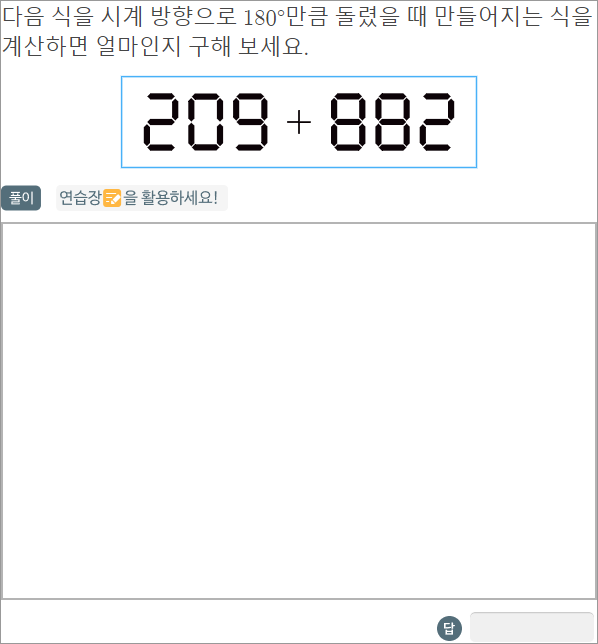 다음 식을 시계 방향으로 180°만큼 돌렸을 때 만들어지는 식을
계산하면 얼마인지 구해 보세요.
209 + 882
풀이 연습장을 활용하세요!
답